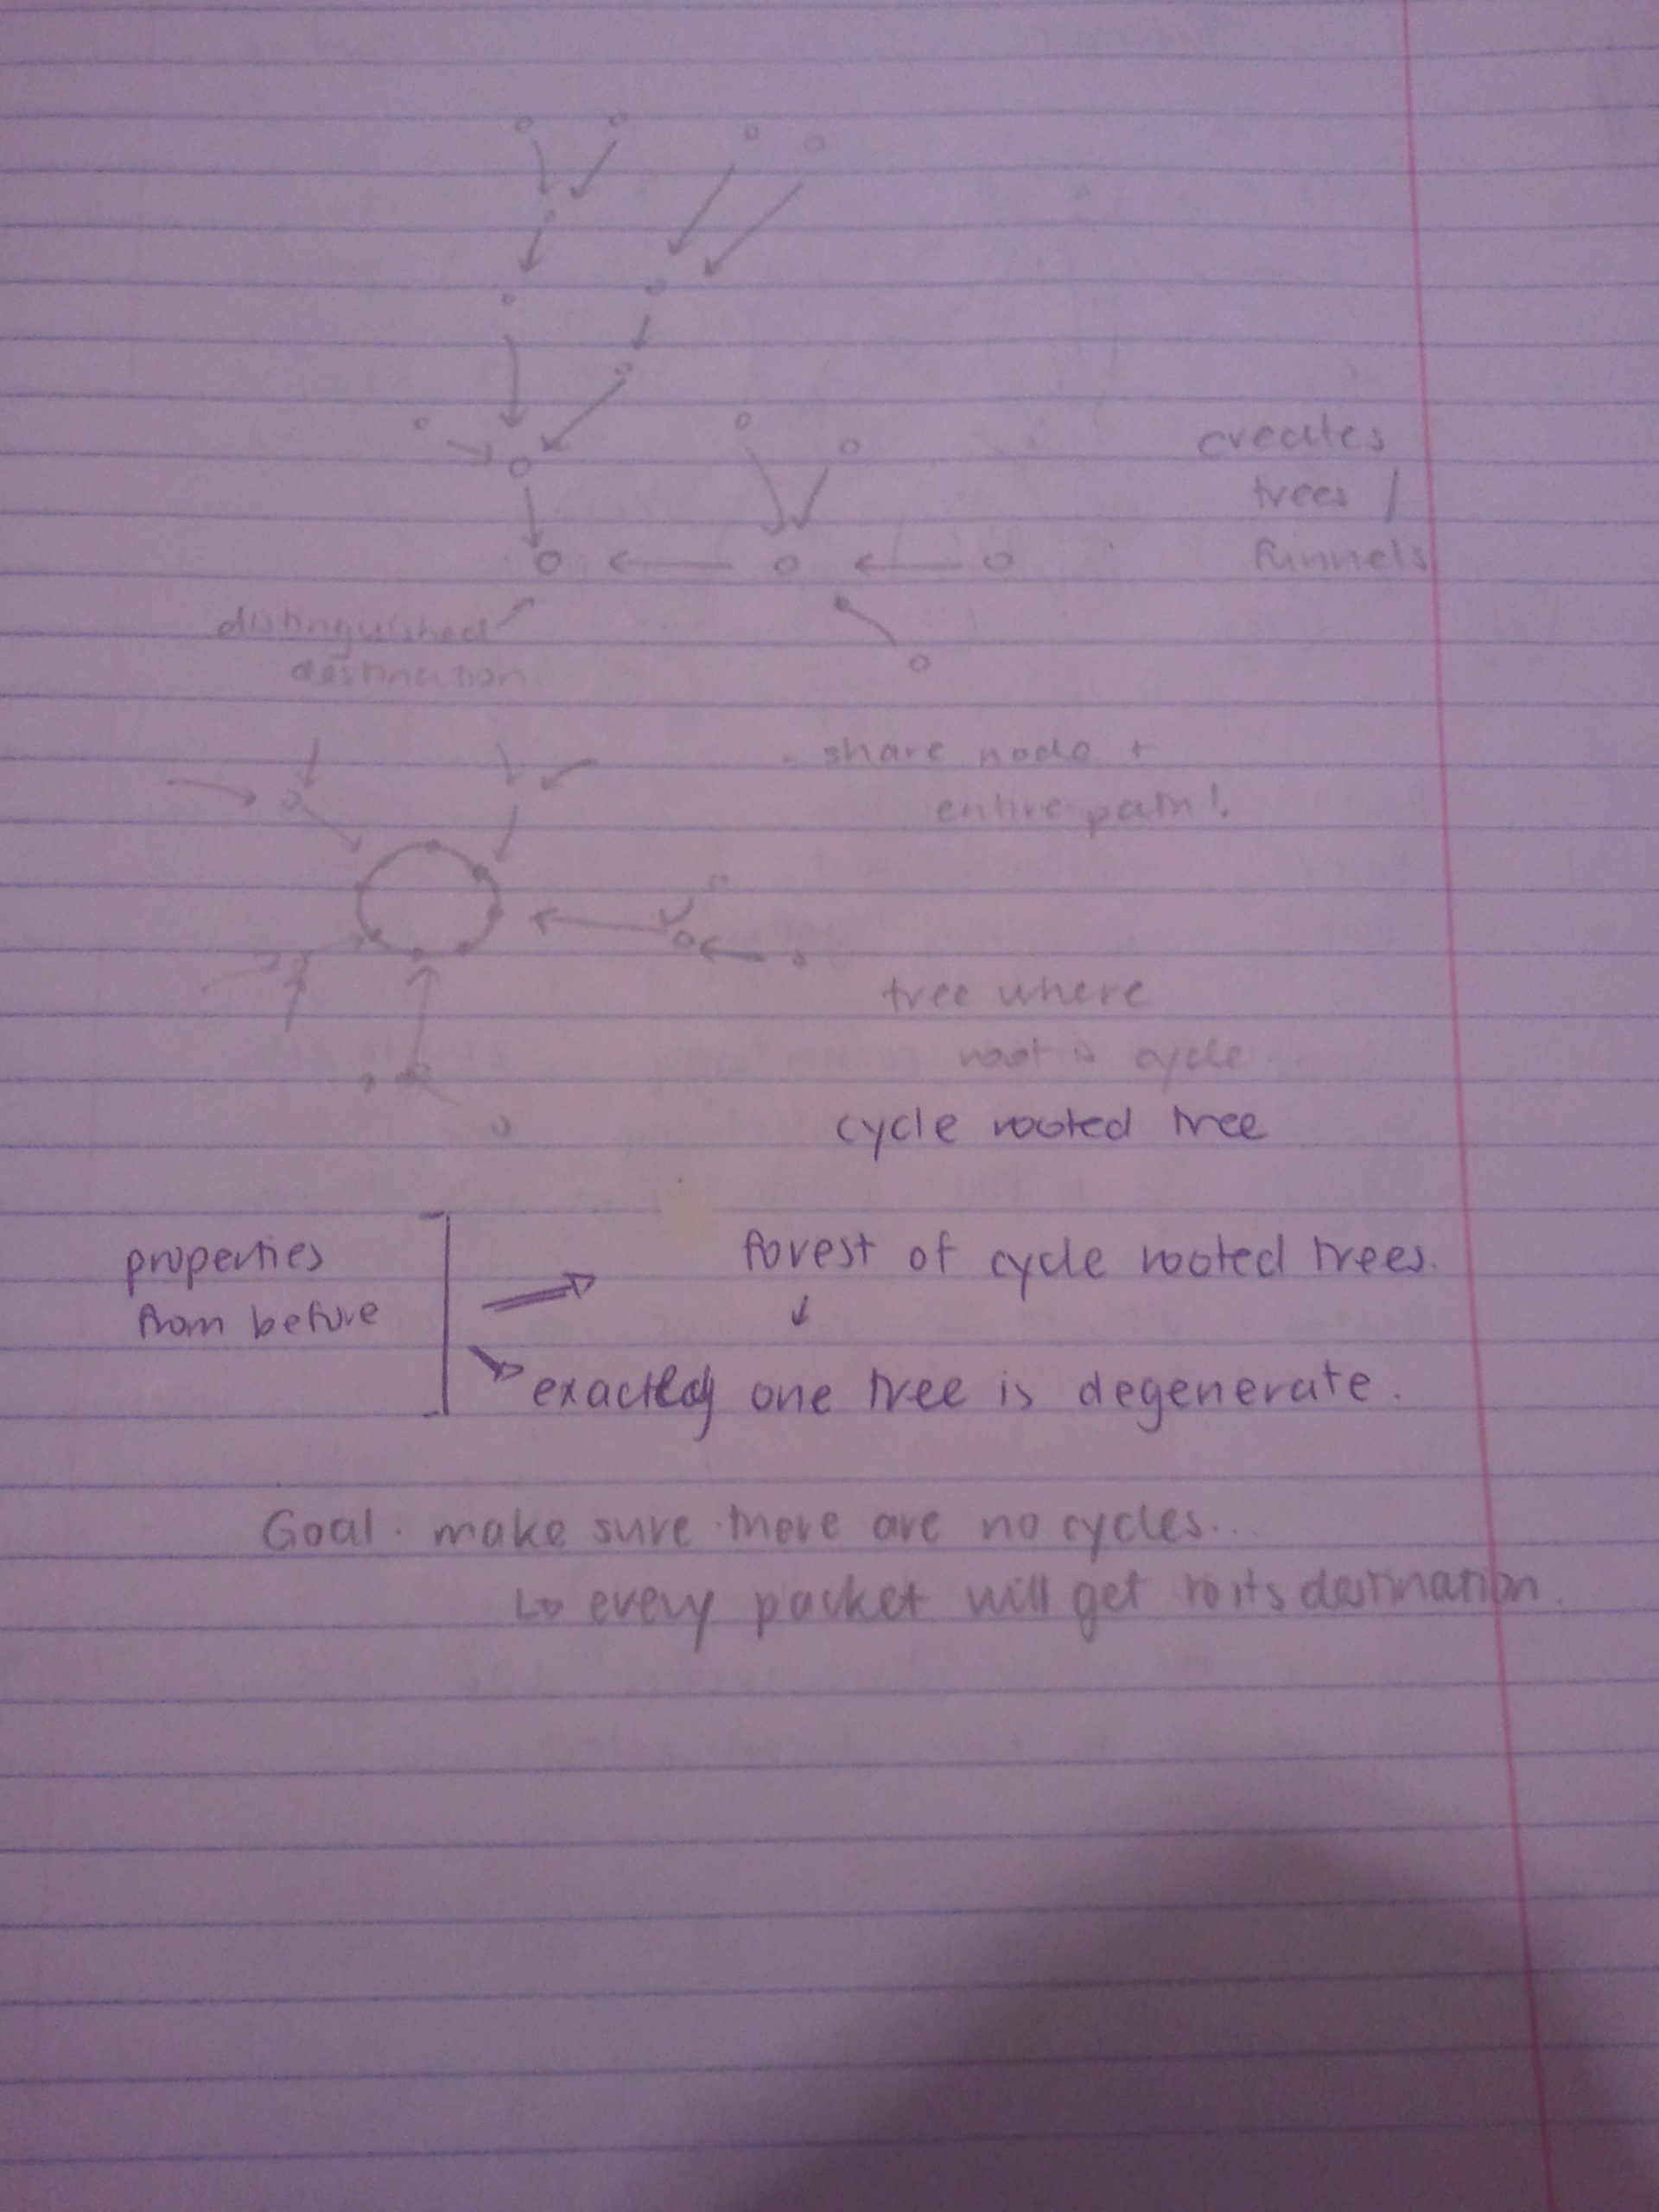 creates
trees /
funnels
distinguished
destination
- share node +
entire path!
tree where
root is cycle
cycle rooted tree
properties
from before
forest of cycle rooted trees.
exactly one tree is degenerate.
Goal: make sure there are no cycles...
↳ every packet will get to its destination.